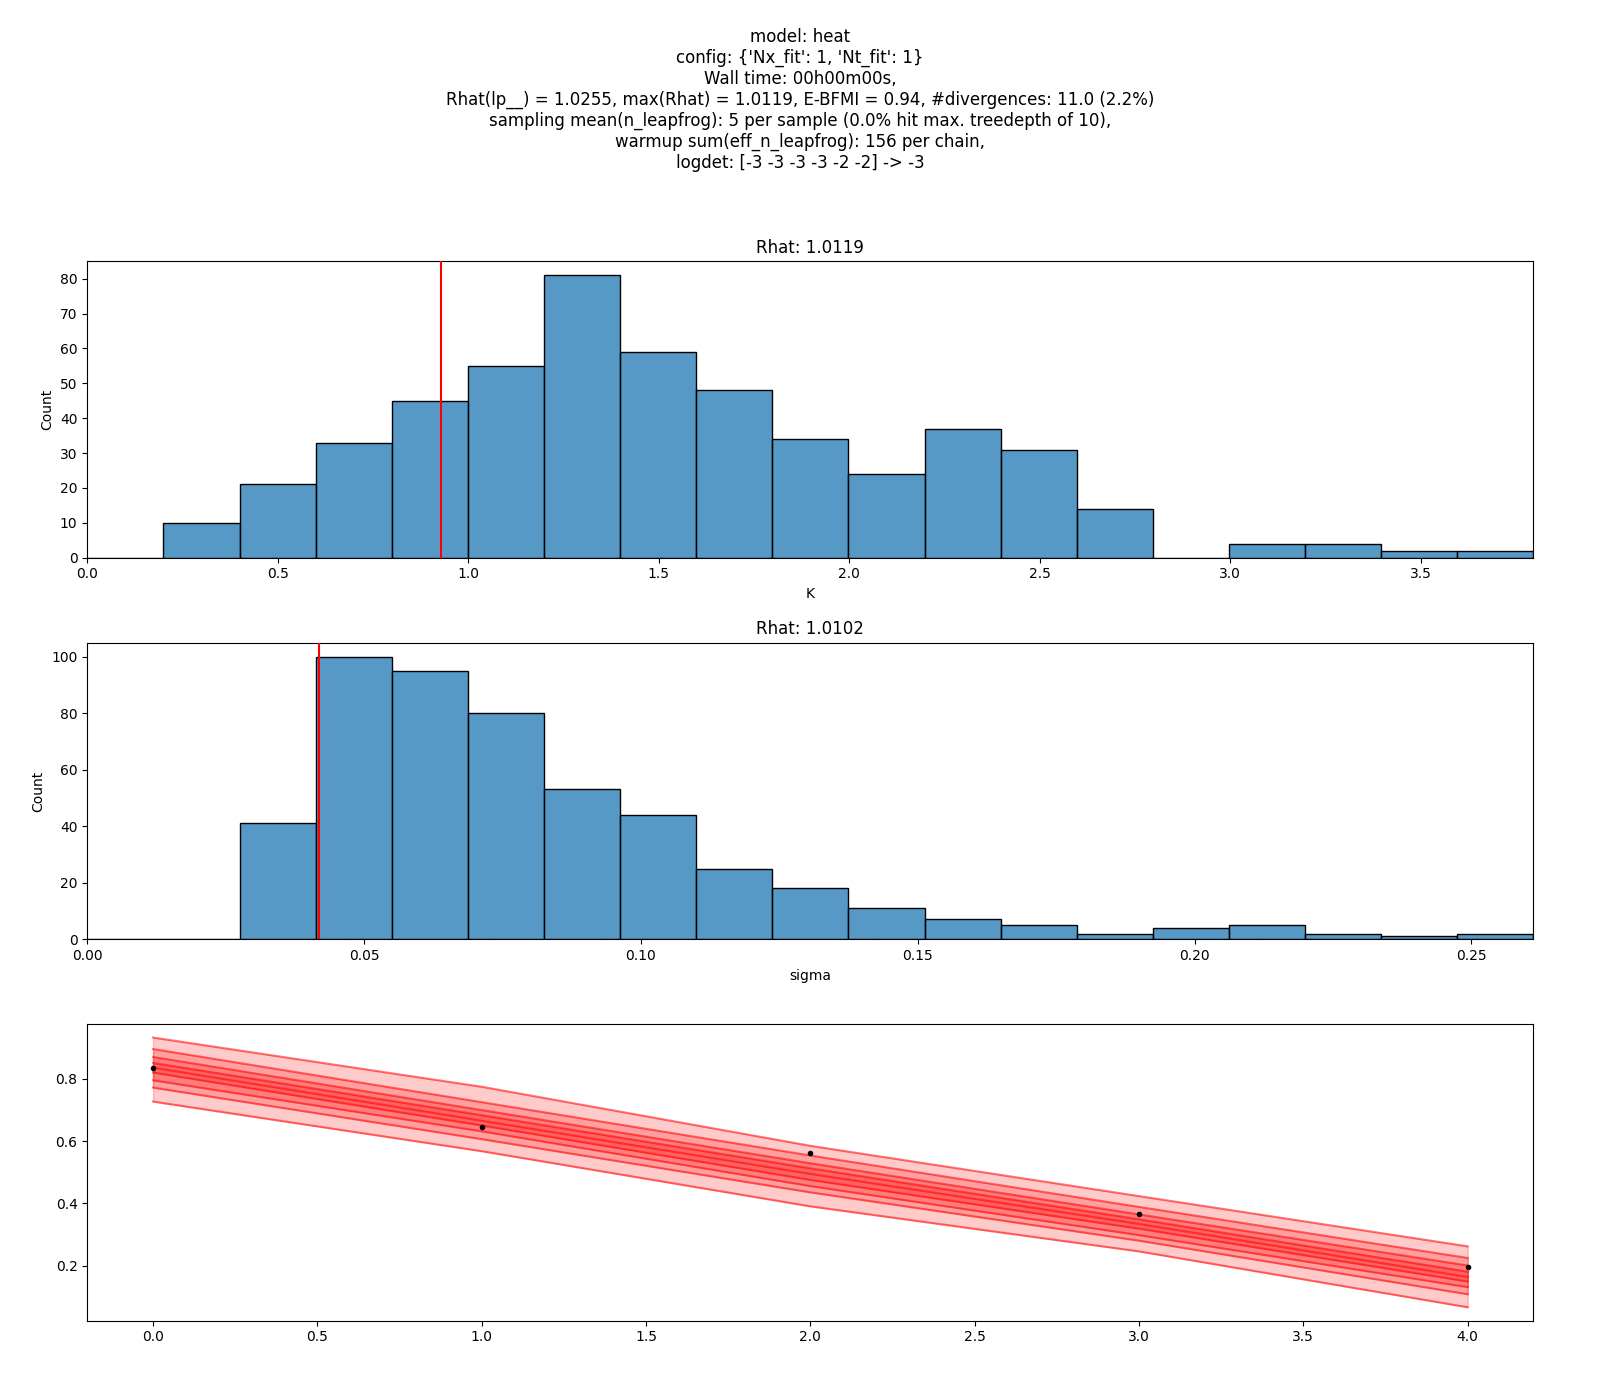 model: heat
config: {'Nx_fit': 1, 'Nt_fit': 1}
Wall time: 00h00m00s,
Rhat(lp__) = 1.0255, max(Rhat) = 1.0119, E-BFMI = 0.94, #divergences: 11.0 (2.2%)
sampling mean(n_leapfrog): 5 per sample (0.0% hit max. treedepth of 10),
warmup sum(eff_n_leapfrog): 156 per chain,
logdet: [-3 -3 -3 -3 -2 -2] -> -3
Rhat: 1.0119
80
70
60
50
40
30
20
10
0
Count
0.0 0.5 1.0 1.5 2.0 2.5 3.0 3.5
K
Rhat: 1.0102
100
80
60
40
20
0
Count
0.00 0.05 0.10 0.15 0.20 0.25
sigma
0.8
0.6
0.4
0.2
0.0 0.5 1.0 1.5 2.0 2.5 3.0 3.5 4.0